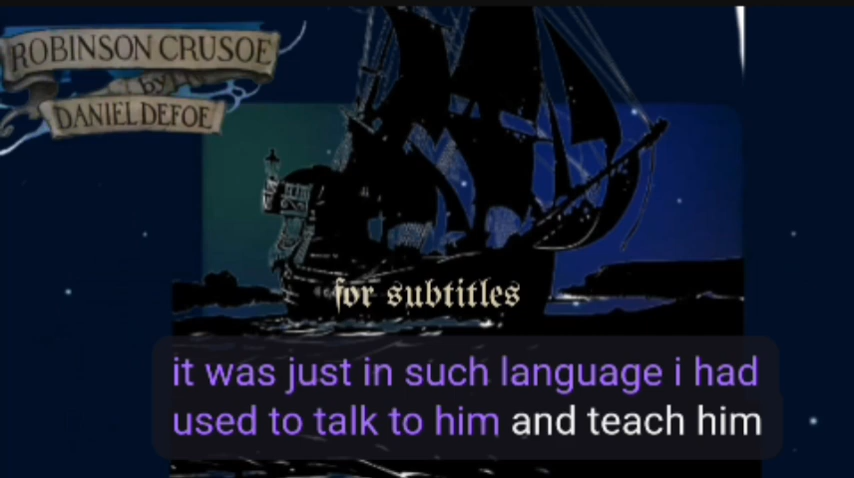 ROBINSON CRUSOE
by
DANIEL DEFOE
for subtitles
it was just in such language i had
used to talk to him and teach him